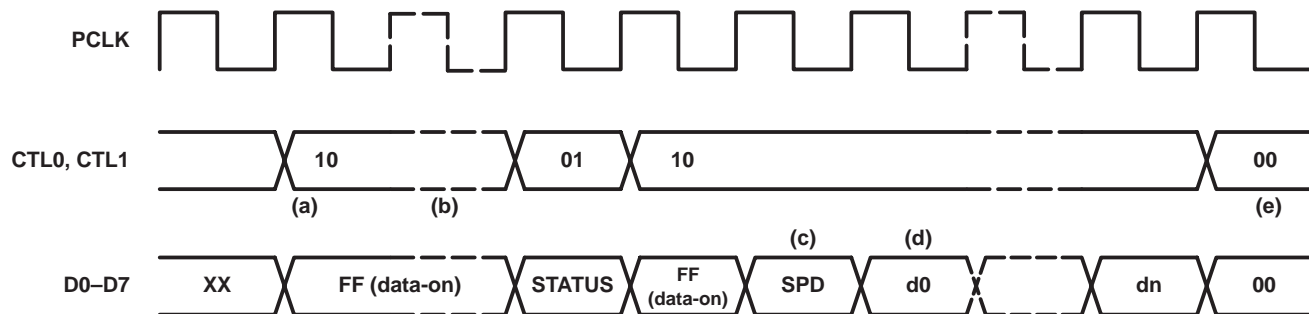 PCLK
CTL0, CTL1
10
01
10
00
(a)
(b)
(e)
(c)
(d)
D0–D7
XX
FF (data-on)
STATUS
FF
(data-on)
SPD
d0
dn
00